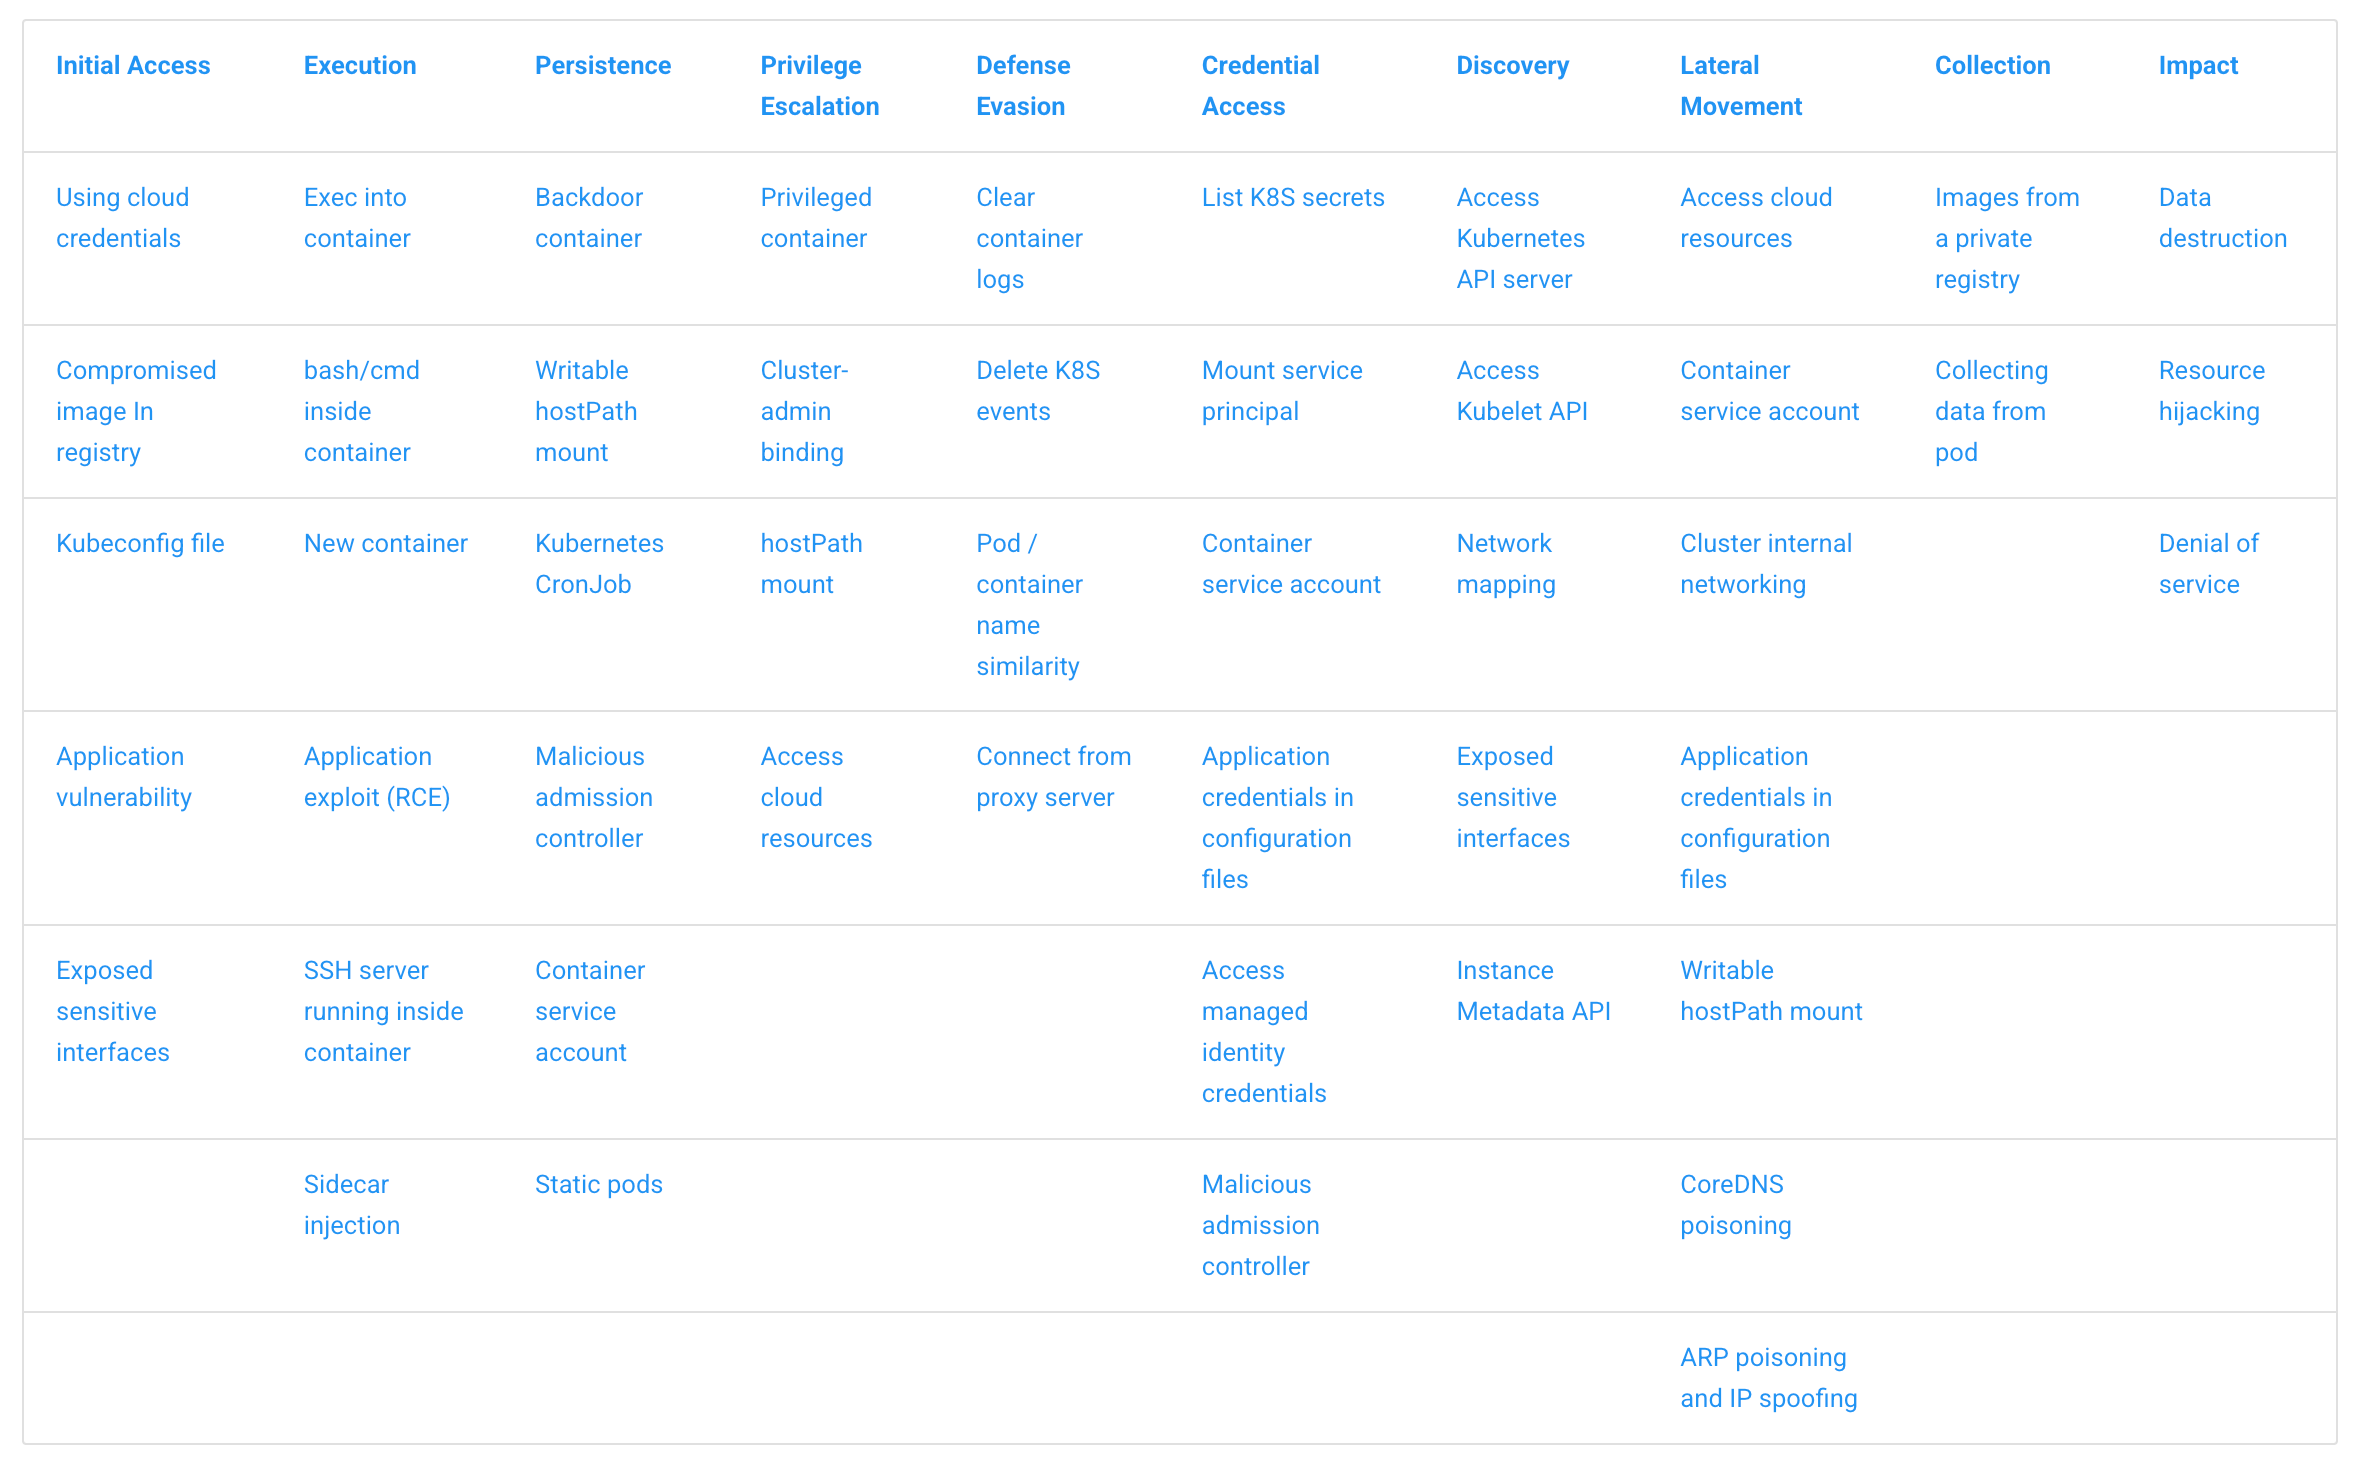 Initial Access
Execution
Persistence
Privilege
Escalation
Defense
Evasion
Credential
Access
Discovery
Lateral
Movement
Collection
Impact
Using cloud
credentials
Exec into
container
Backdoor
container
Privileged
container
Clear
container
logs
List K8S secrets
Access
Kubernetes
API server
Access cloud
resources
Images from
a private
registry
Data
destruction
Compromised
image In
registry
bash/cmd
inside
container
Writable
hostPath
mount
Cluster-
admin
binding
Delete K8S
events
Mount service
principal
Access
Kubelet API
Container
service account
Collecting
data from
pod
Resource
hijacking
Kubeconfig file
New container
Kubernetes
CronJob
hostPath
mount
Pod /
container
name
similarity
Container
service account
Network
mapping
Cluster internal
networking
Denial of
service
Application
vulnerability
Application
exploit (RCE)
Malicious
admission
controller
Access
cloud
resources
Connect from
proxy server
Application
credentials in
configuration
files
Exposed
sensitive
interfaces
Application
credentials in
configuration
files
Exposed
sensitive
interfaces
SSH server
running inside
container
Container
service
account
Access
managed
identity
credentials
Instance
Metadata API
Writable
hostPath mount
Sidecar
injection
Static pods
Malicious
admission
controller
CoreDNS
poisoning
ARP poisoning
and IP spoofing